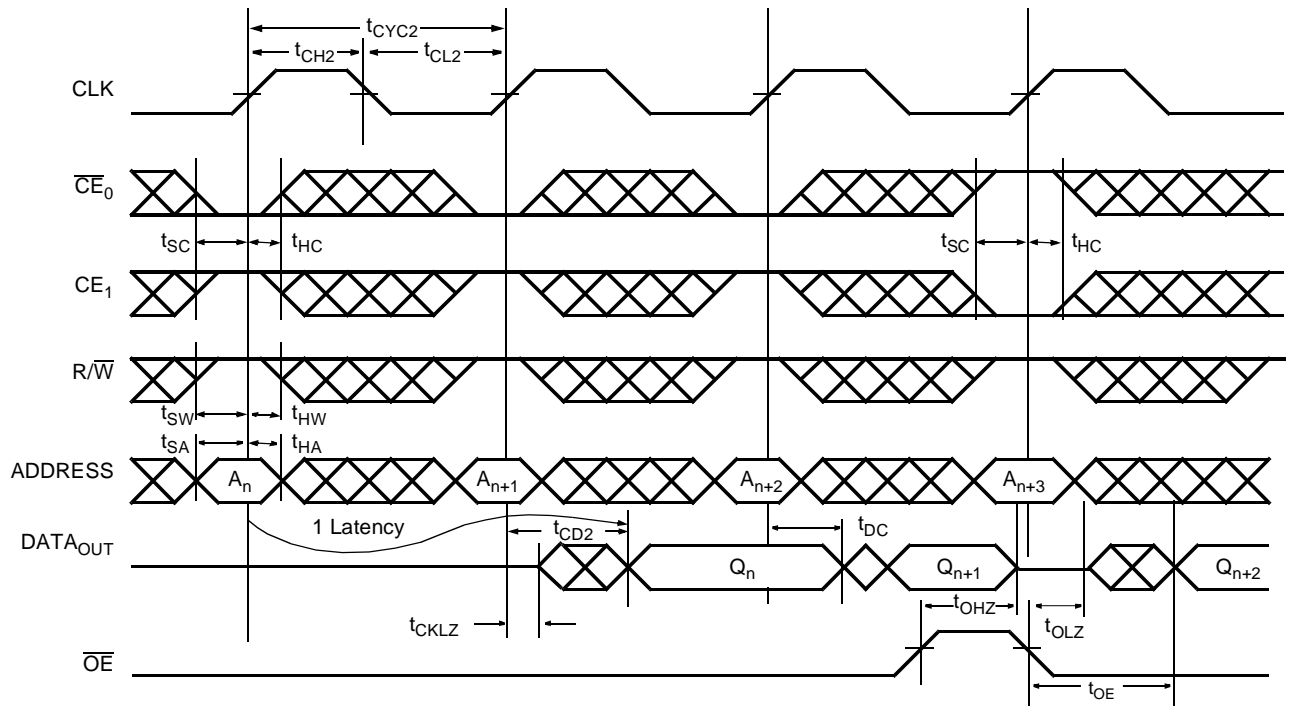 tCYC2
tCH2 tCL2
CLK
CE0
tSC tHC tSC tHC
CE1
R/W
tSW tHW
tSA tHA
ADDRESS An An+1 An+2 An+3
1 Latency tCD2 tDC
DATAOUT Qn Qn+1 Qn+2
tOHZ
tCKLZ tOLZ
OE
tOE